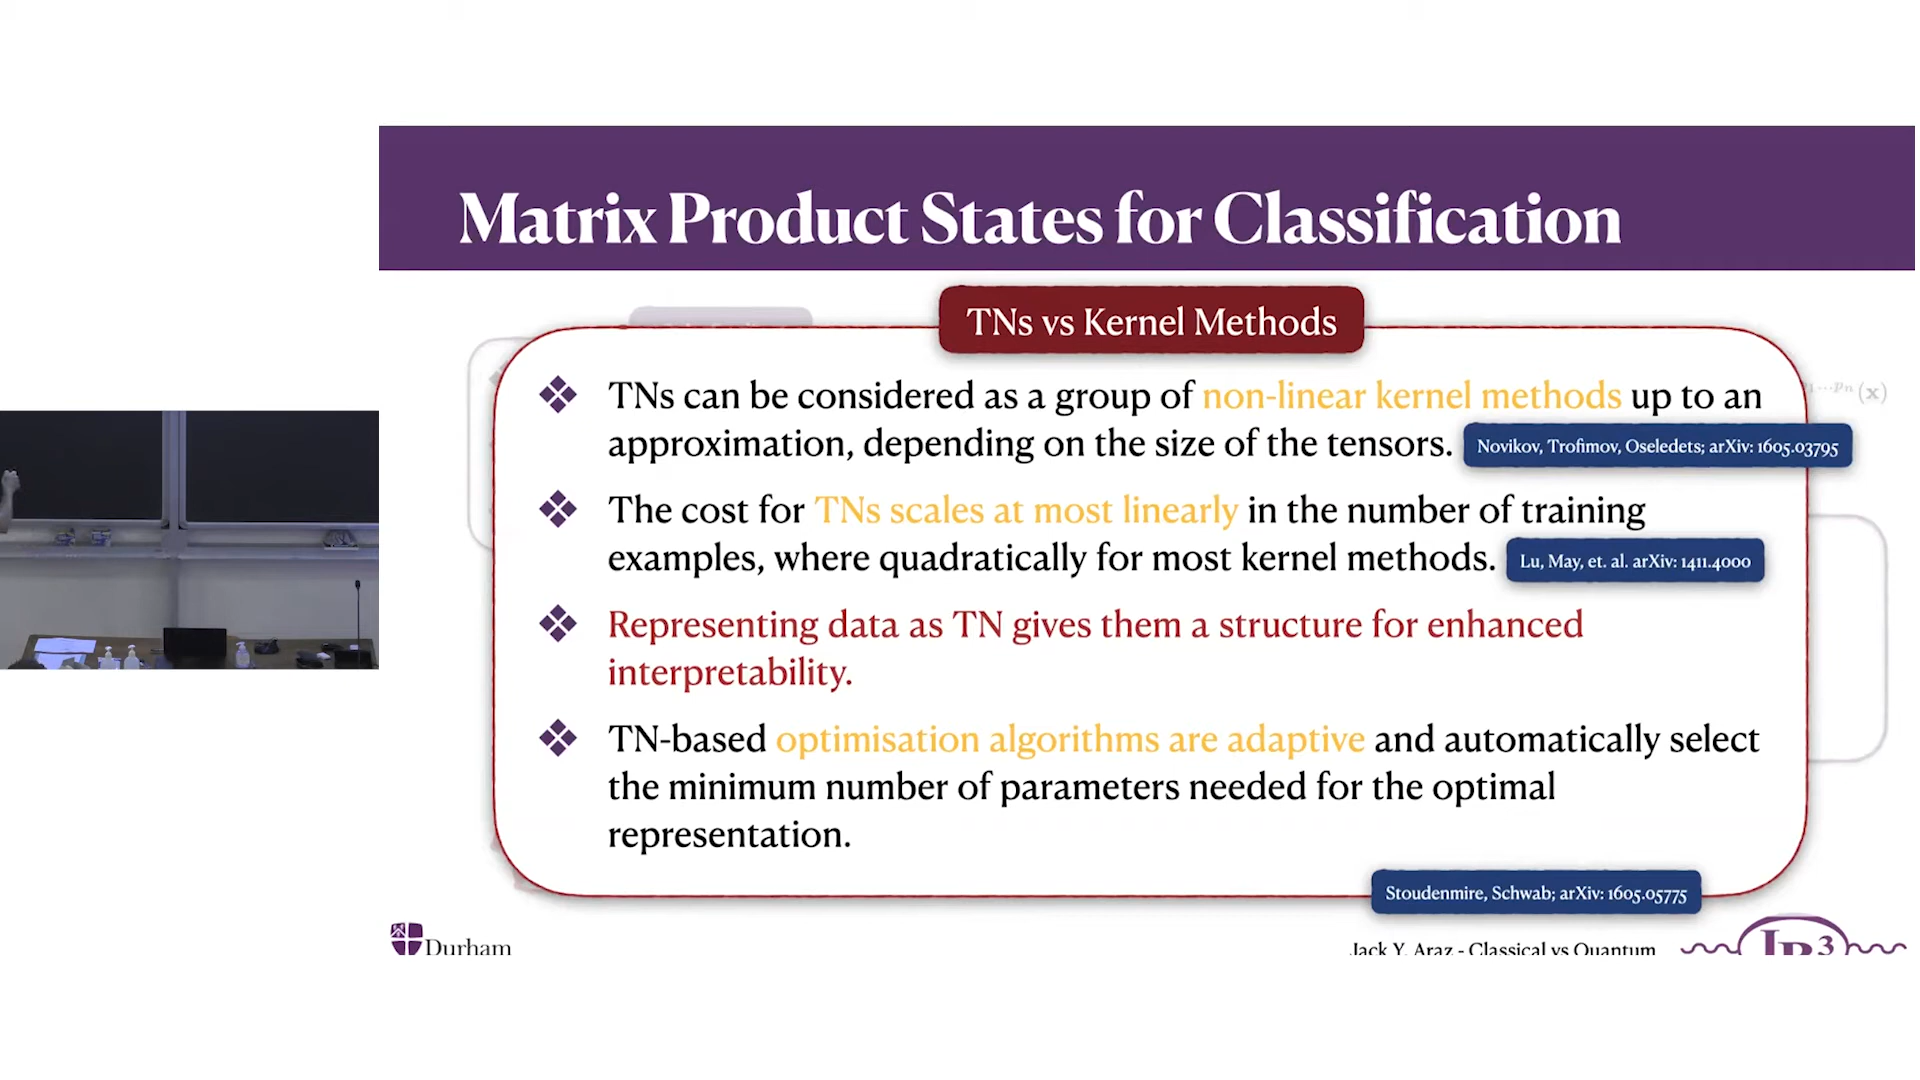 Matrix Product States for Classification
TNs vs Kernel Methods
TNs can be considered as a group of non-linear kernel methods up to an
approximation, depending on the size of the tensors.
Novikov, Trofimov, Oseledets; arXiv: 1605.03795
The cost for TNs scales at most linearly in the number of training
examples, where quadratically for most kernel methods.
Lu, May, et. al. arXiv: 1411.4000
Representing data as TN gives them a structure for enhanced
interpretability.
TN-based optimisation algorithms are adaptive and automatically select
the minimum number of parameters needed for the optimal
representation.
Stoudenmire, Schwab; arXiv: 1605.05775
Durham
Jack Y. Araz - Classical vs Quantum